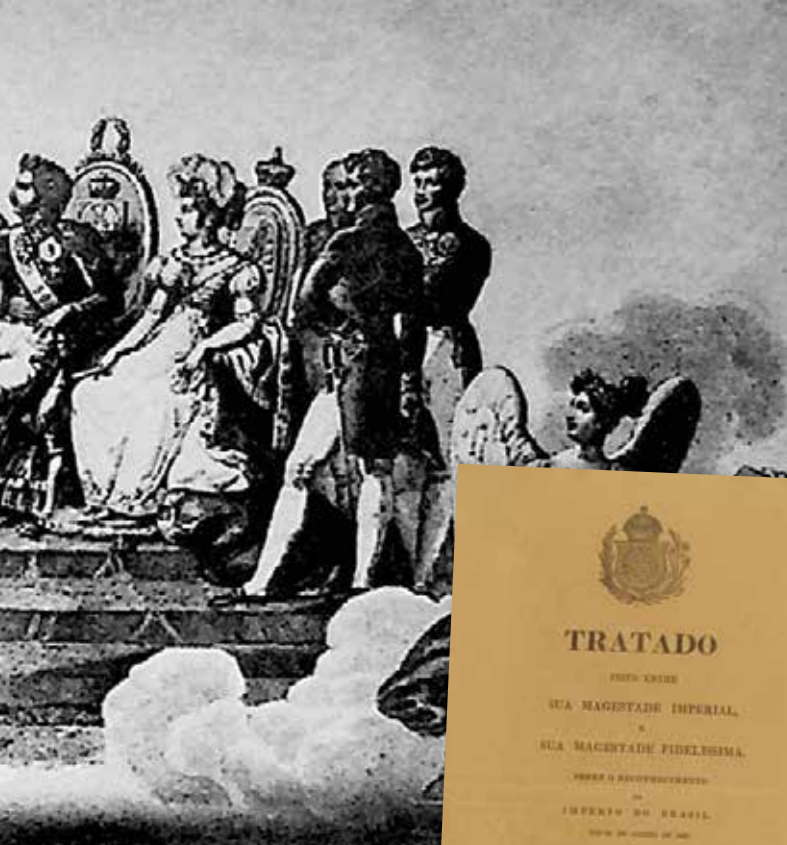 TRATADO
FEITO ENTRE
SUA MAGESTADE IMPERIAL,
E
SUA MAGESTADE FIDELISSIMA,
SOBRE O RECONHECIMENTO
DO
IMPERIO DO BRASIL